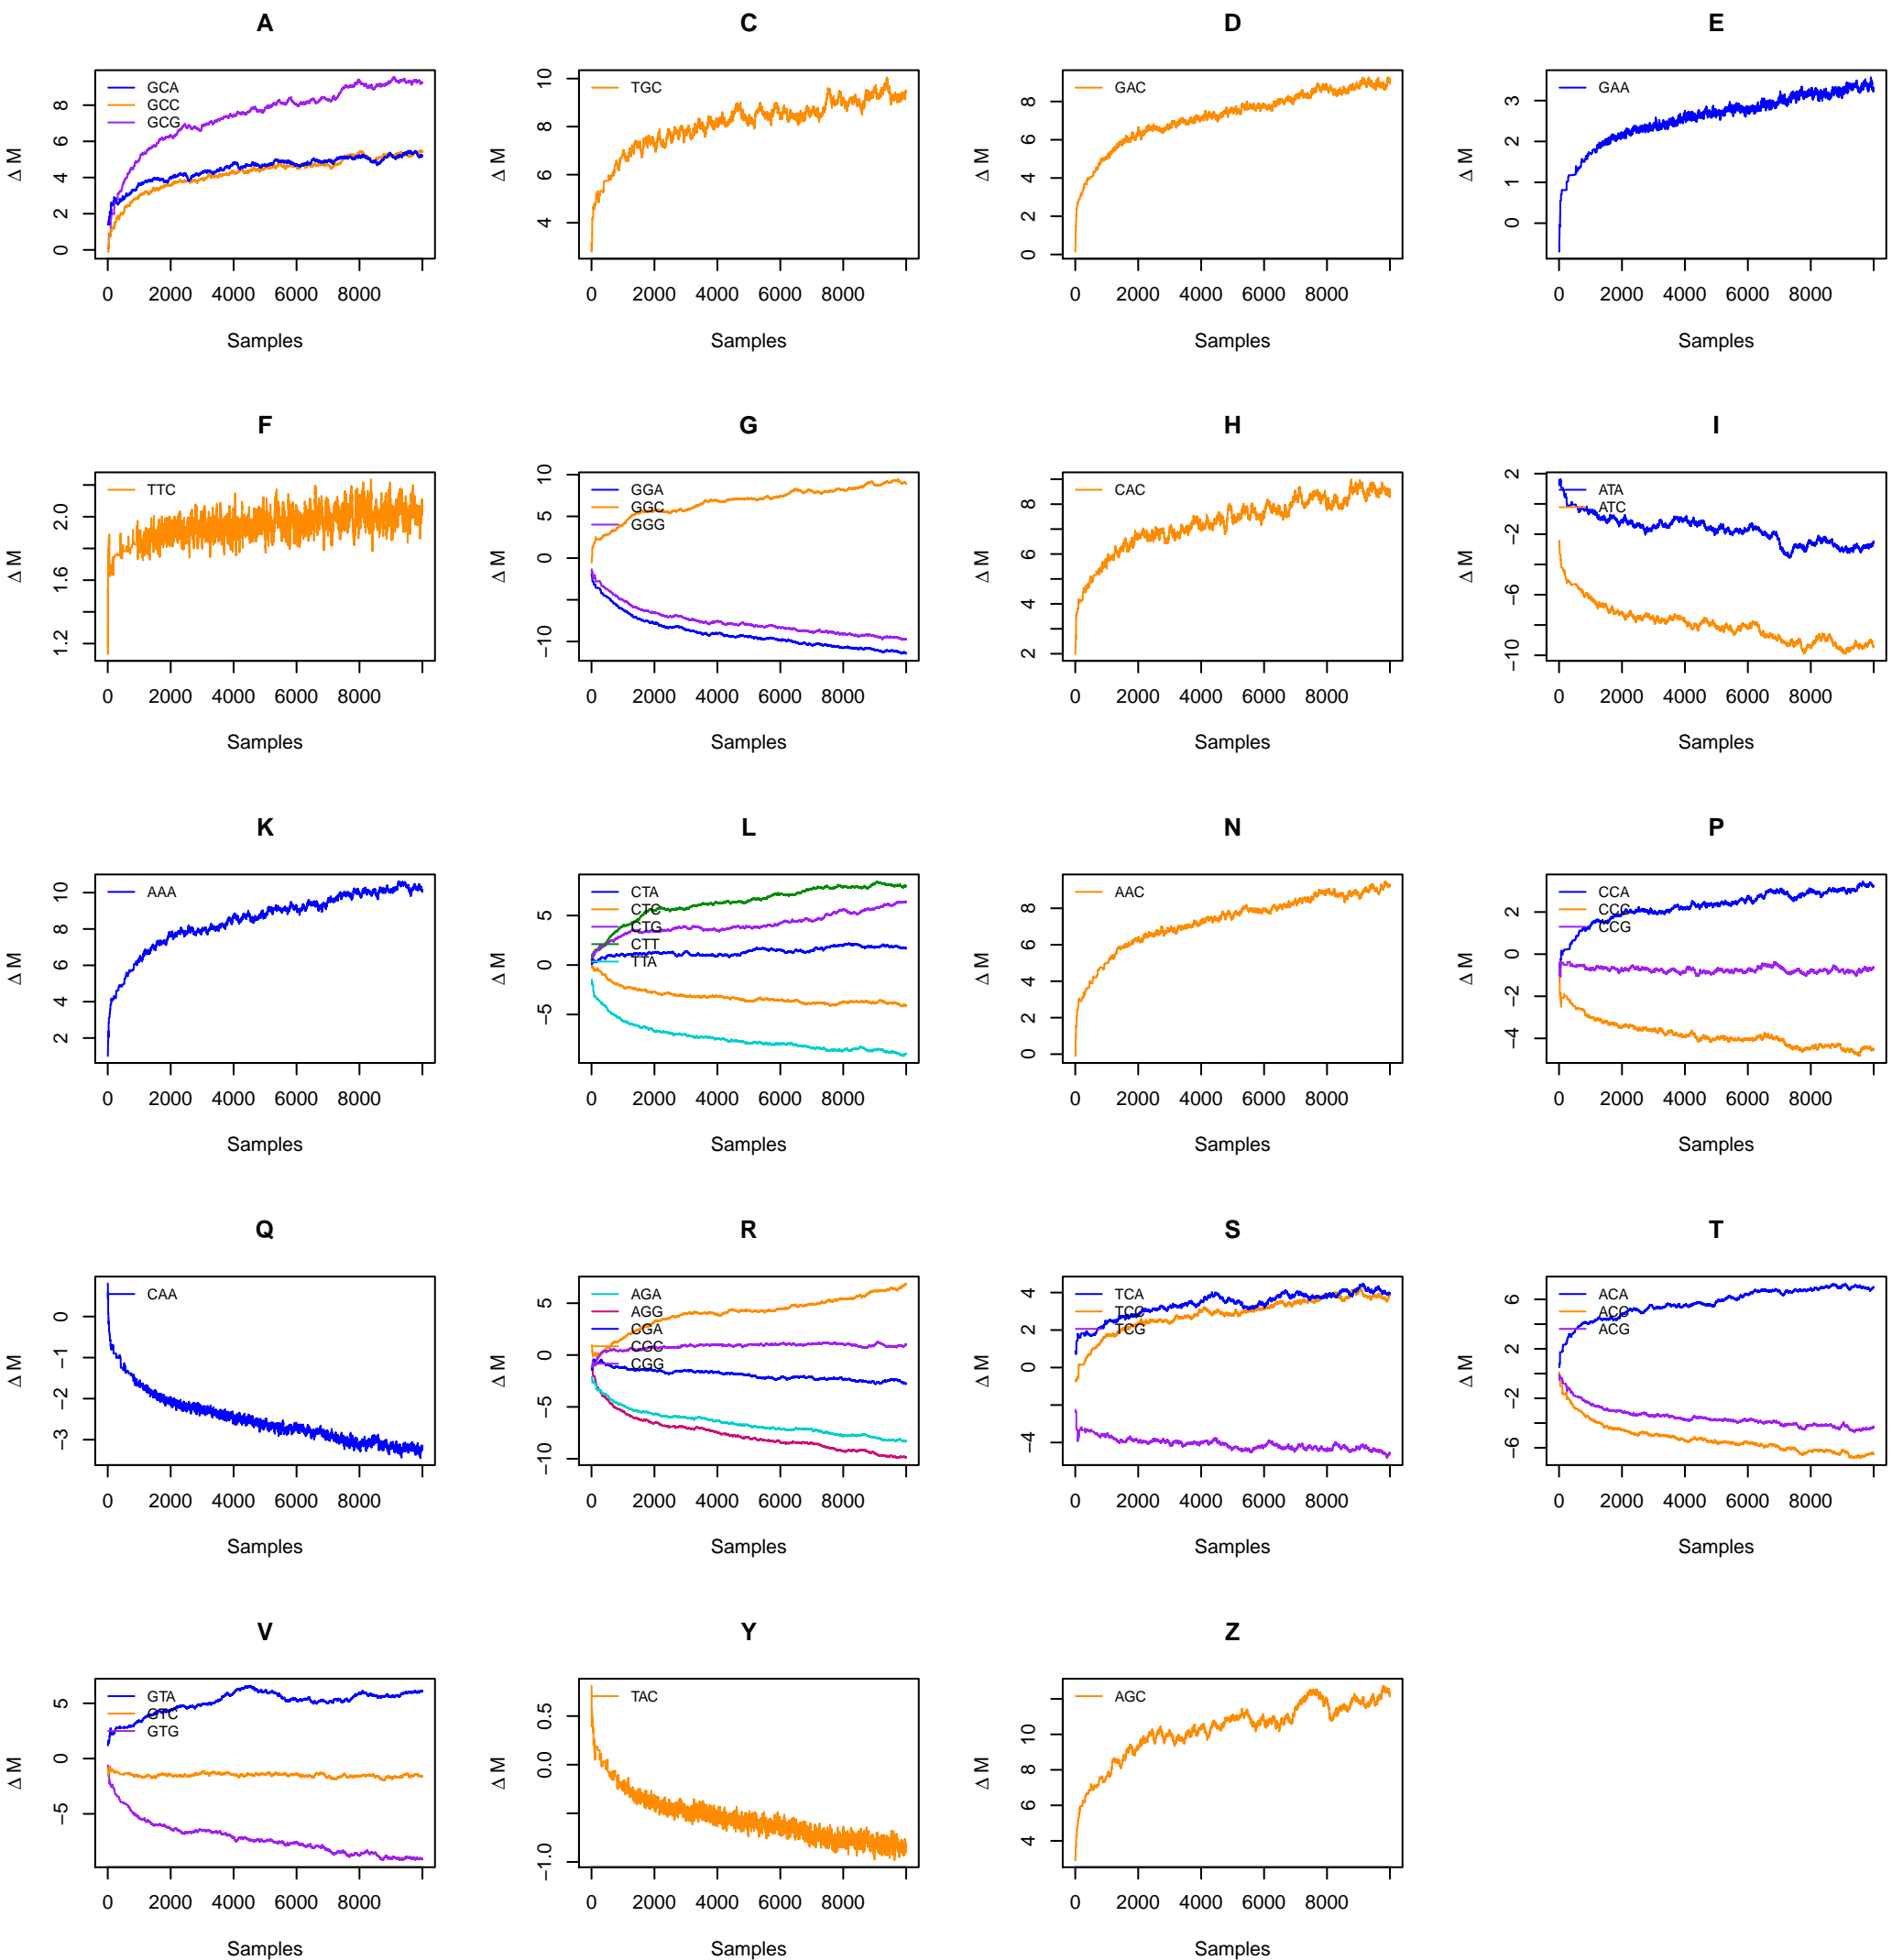 A
ΔM
8
6
4
2
0
GCA
GCC
GCG
0 2000 4000 6000 8000
Samples
C
ΔM
10
8
6
4
TGC
0 2000 4000 6000 8000
Samples
D
ΔM
8
6
4
2
0
GAC
0 2000 4000 6000 8000
Samples
E
ΔM
3
2
1
0
GAA
0 2000 4000 6000 8000
Samples
F
ΔM
2.0
1.6
1.2
TTC
0 2000 4000 6000 8000
Samples
G
ΔM
10
5
0
−10
GGA
GGC
GGG
0 2000 4000 6000 8000
Samples
H
ΔM
8
6
4
2
CAC
0 2000 4000 6000 8000
Samples
I
ΔM
2
−2
−6
−10
ATA
ATC
0 2000 4000 6000 8000
Samples
K
ΔM
10
8
6
4
2
AAA
0 2000 4000 6000 8000
Samples
L
ΔM
5
0
−5
CTA
CTC
CTG
CTT
TTA
0 2000 4000 6000 8000
Samples
N
ΔM
8
6
4
2
0
AAC
0 2000 4000 6000 8000
Samples
P
ΔM
2
0
−2
−4
CCA
CCC
CCG
0 2000 4000 6000 8000
Samples
Q
ΔM
0
−1
−2
−3
CAA
0 2000 4000 6000 8000
Samples
R
ΔM
5
0
−5
−10
AGA
AGG
CGA
CGC
CGG
0 2000 4000 6000 8000
Samples
S
ΔM
4
2
0
−4
TCA
TCC
TCG
0 2000 4000 6000 8000
Samples
T
ΔM
6
2
−2
−6
ACA
ACC
ACG
0 2000 4000 6000 8000
Samples
V
ΔM
5
0
−5
GTA
GTC
GTG
0 2000 4000 6000 8000
Samples
Y
ΔM
0.5
0.0
−1.0
TAC
0 2000 4000 6000 8000
Samples
Z
ΔM
10
8
6
4
AGC
0 2000 4000 6000 8000
Samples